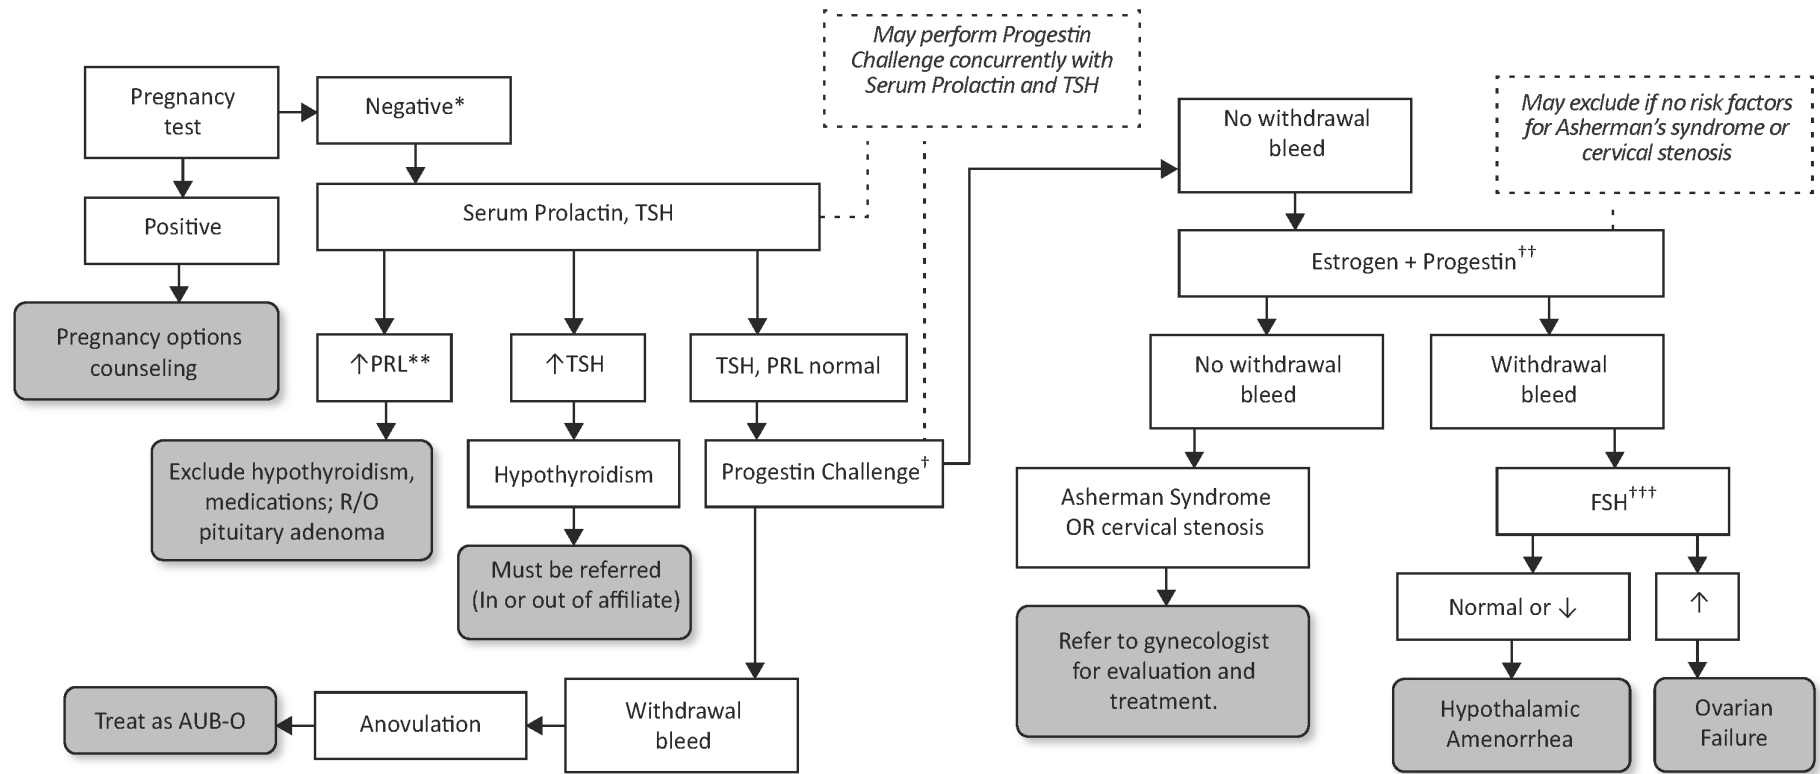 May perform Progestin
Challenge concurrently with
Serum Prolactin and TSH
Pregnancy
test
Negative*
No withdrawal
bleed
May exclude if no risk factors
for Asherman's syndrome or
cervical stenosis
Positive
Serum Prolactin, TSH
Estrogen + Progestin††
Pregnancy options
counseling
↑PRL**
↑TSH
TSH, PRL normal
No withdrawal
bleed
Withdrawal
bleed
Exclude hypothyroidism,
medications; R/O
pituitary adenoma
Hypothyroidism
Progestin Challenge†
Asherman Syndrome
OR cervical stenosis
FSH†††
Must be referred
(In or out of affiliate)
Normal or ↓
↑
Refer to gynecologist
for evaluation and
treatment.
Treat as AUB-O
Anovulation
Withdrawal
bleed
Hypothalamic
Amenorrhea
Ovarian
Failure